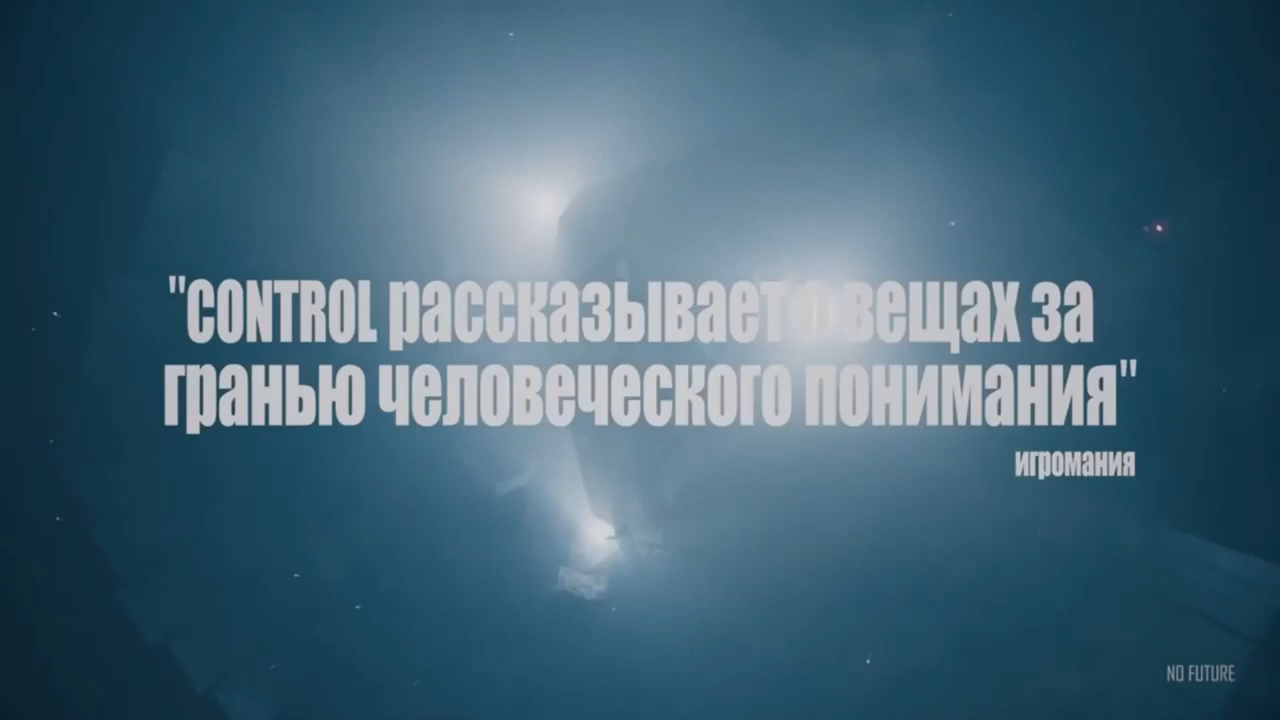 "CONTROL рассказывает о вещах за
гранью человеческого понимания"
игромания
NO FUTURE